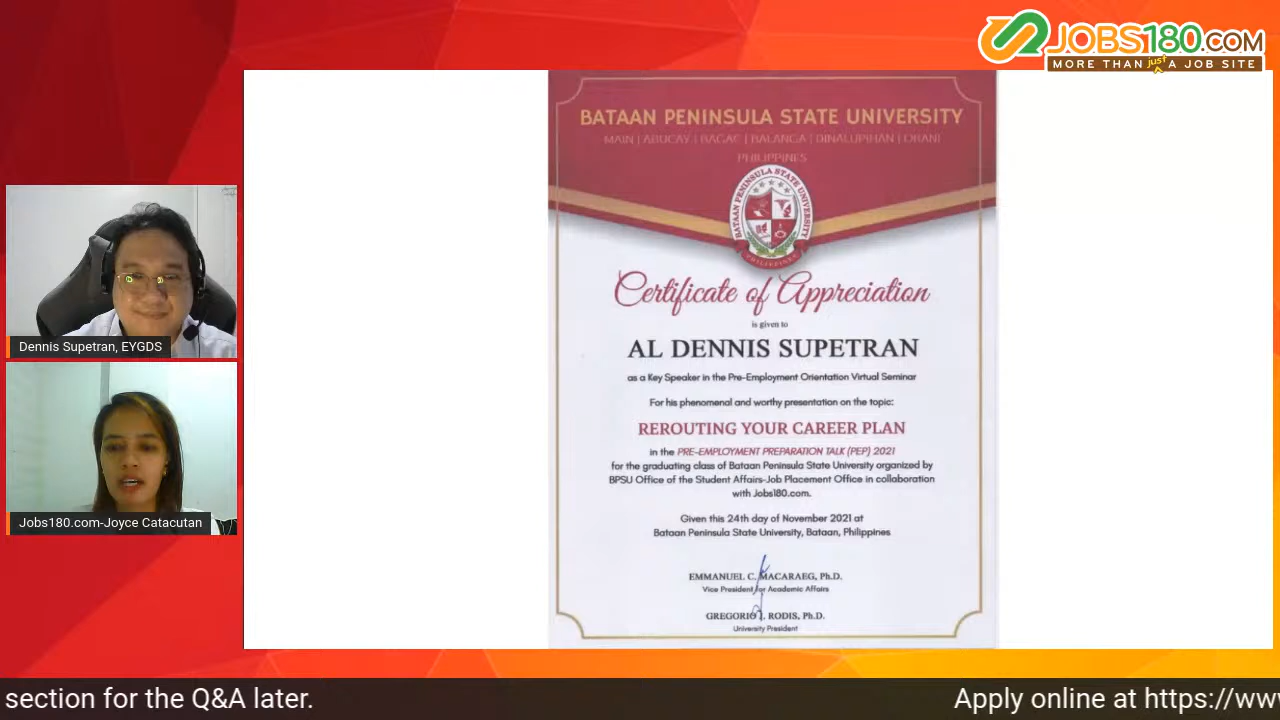 JOBS180.COM
MORE THAN just A JOB SITE
BATAAN PENINSULA STATE UNIVERSITY
MAIN | ABUCAY | BAGAC | BALANGA | DINALUPIHAN | ORANI
PHILIPPINES
BATAAN PENINSULA STATE UNIVERSITY
PHILIPPINES
Certificate of Appreciation
is given to
AL DENNIS SUPETRAN
as a Key Speaker in the Pre-Employment Orientation Virtual Seminar
For his phenomenal and worthy presentation on the topic:
REROUTING YOUR CAREER PLAN
in the PRE-EMPLOYMENT PREPARATION TALK (PEP) 2021
for the graduating class of Bataan Peninsula State University organized by
BPSU Office of the Student Affairs-Job Placement Office in collaboration
with Jobs180.com.
Given this 24th day of November 2021 at
Bataan Peninsula State University, Bataan, Philippines
EMMANUEL C. MACARAEG, Ph.D.
Vice President for Academic Affairs
GREGORIO J. RODIS, Ph.D.
University President
Dennis Supetran, EYGDS
Jobs180.com-Joyce Catacutan
section for the Q&A later.
Apply online at https://ww